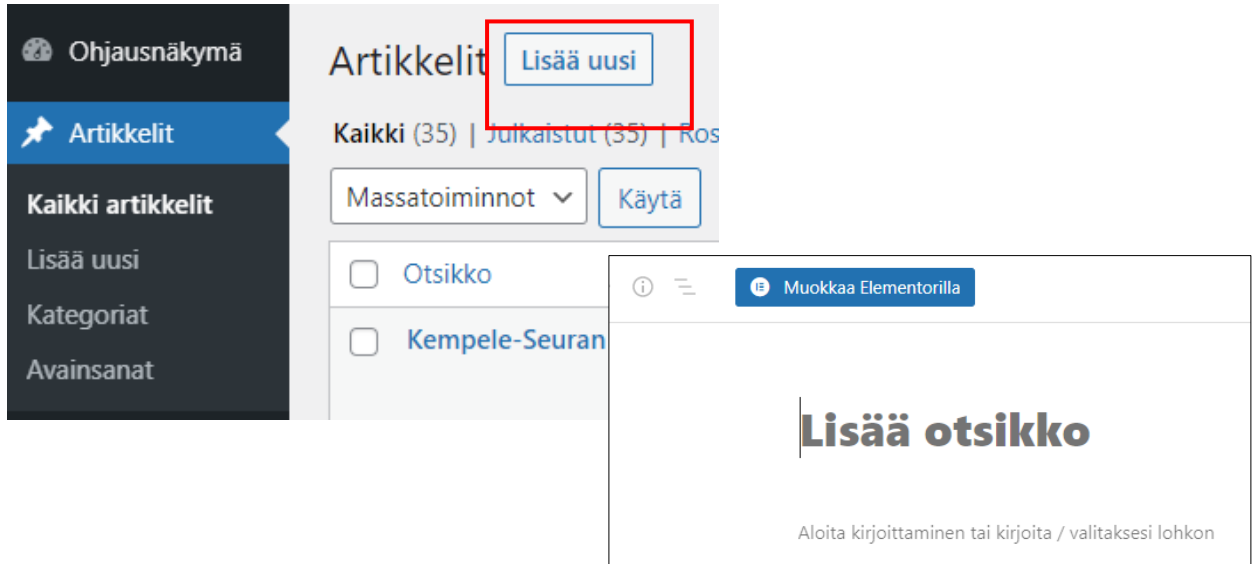 Ohjausnäkymä
Artikkelit
Kaikki artikkelit
Lisää uusi
Kategoriat
Avainsanat
Artikkelit Lisää uusi
Kaikki (35) | Julkaistut (35) | Ros
Massatoiminnot Käytä
Otsikko
Kempele-Seuran
Muokkaa Elementorilla
Lisää otsikko
Aloita kirjoittaminen tai kirjoita / valitaksesi lohkon